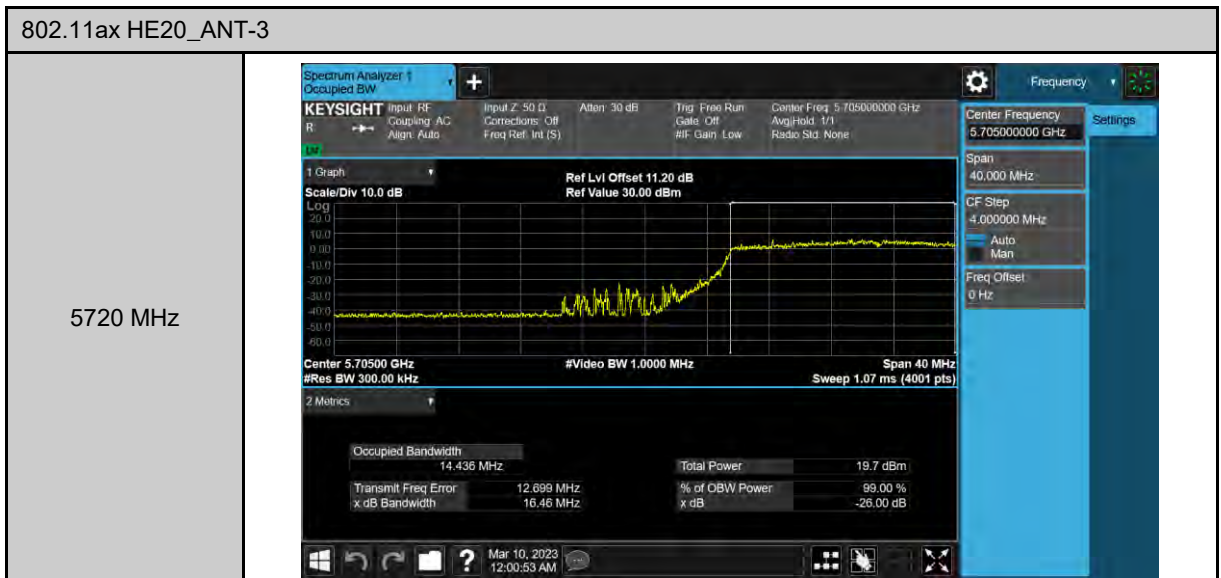 802.11ax HE20_ANT-3
5720 MHz
Spectrum Analyzer 1
Occupied BW
Frequency
KEYSIGHT
R
Input: RF
Coupling: AC
Align: Auto
Input Z: 50 Ω
Corrections: Off
Freq Ref: Int (S)
Atten: 30 dB
Trig: Free Run
Gate: Off
#IF Gain: Low
Center Freq: 5.705000000 GHz
Avg|Hold: 1/1
Radio Std: None
1 Graph
Scale/Div 10.0 dB
Ref Lvl Offset 11.20 dB
Ref Value 30.00 dBm
Log
20.0
10.0
0.00
-10.0
-20.0
-30.0
-40.0
-50.0
-60.0
Center 5.70500 GHz
#Res BW 300.00 kHz
#Video BW 1.0000 MHz
Span 40 MHz
Sweep 1.07 ms (4001 pts)
2 Metrics
Occupied Bandwidth
14.436 MHz
Total Power 19.7 dBm
Transmit Freq Error 12.699 MHz
% of OBW Power 99.00 %
x dB Bandwidth 16.46 MHz
x dB -26.00 dB
Center Frequency
5.705000000 GHz
Settings
Span
40.000 MHz
CF Step
4.000000 MHz
Auto
Man
Freq Offset
0 Hz
?
Mar 10, 2023
12:00:53 AM